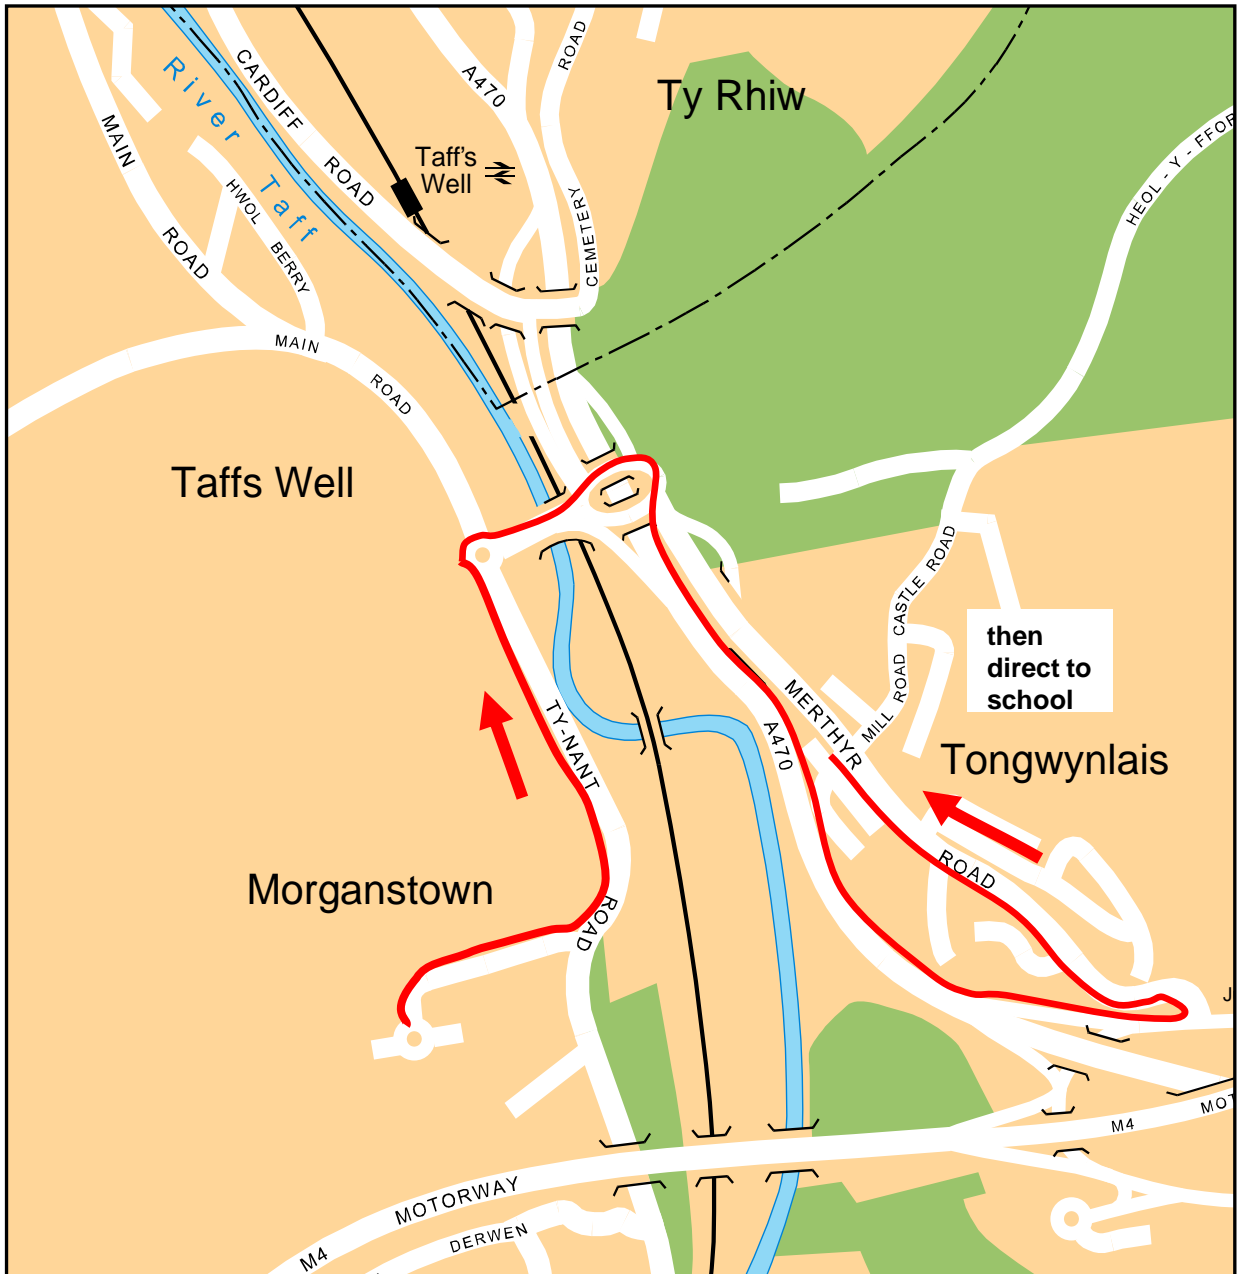 ROAD
Ty Rhiw
CARDIFF
ROAD
A470
River Taff
MAIN
ROAD
Taff's
Well
HWOL BERRY
CEMETERY
HEOL - Y - FFOR
MAIN
ROAD
Taffs Well
CASTLE ROAD
MILL ROAD
then
direct to
school
TY-NANT
ROAD
MERTHYR
ROAD
A470
Tongwynlais
Morganstown
J
M4
MOT
M4
MOTORWAY
DERWEN